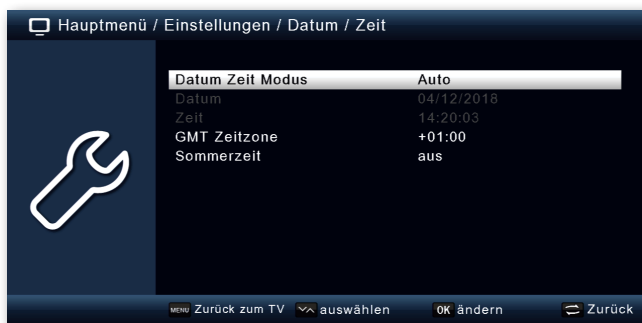 Hauptmenü / Einstellungen / Datum / Zeit
Datum Zeit Modus Auto
Datum 04/12/2018
Zeit 14:20:03
GMT Zeitzone +01:00
Sommerzeit aus
MENU Zurück zum TV auswählen OK ändern Zurück